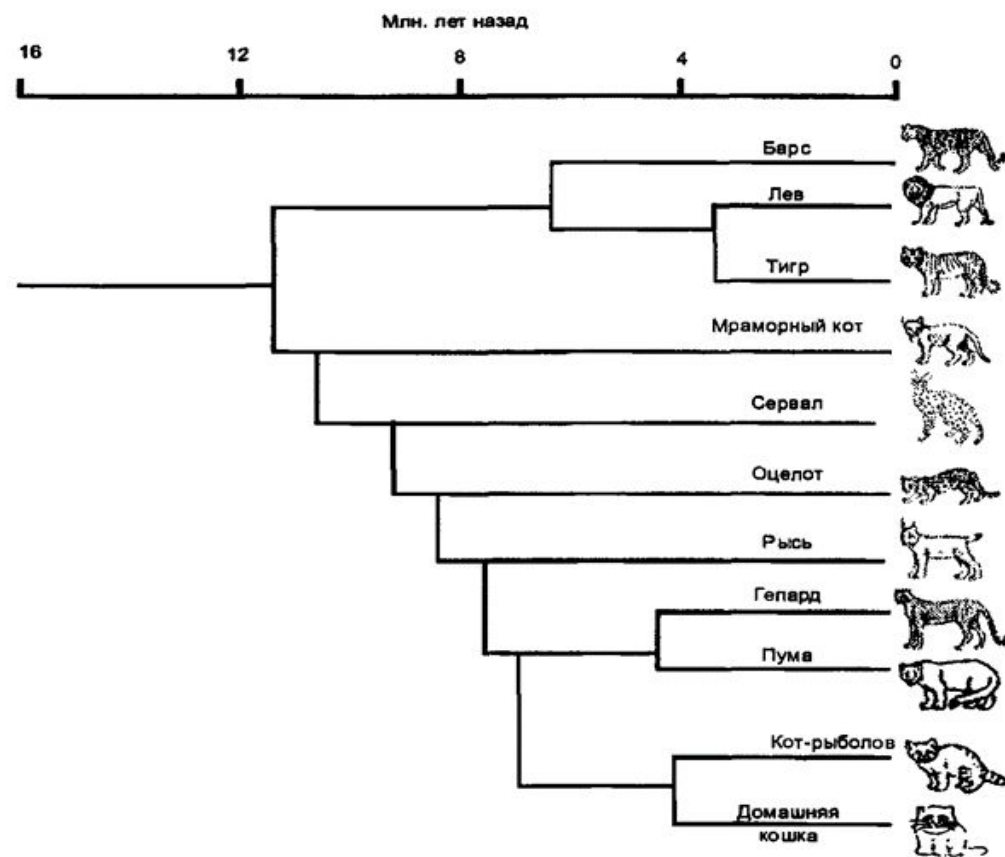 Млн. лет назад
16 12 8 4 0
Барс
Лев
Тигр
Мраморный кот
Сервал
Оцелот
Рысь
Гепард
Пума
Кот-рыболов
Домашняя
кошка